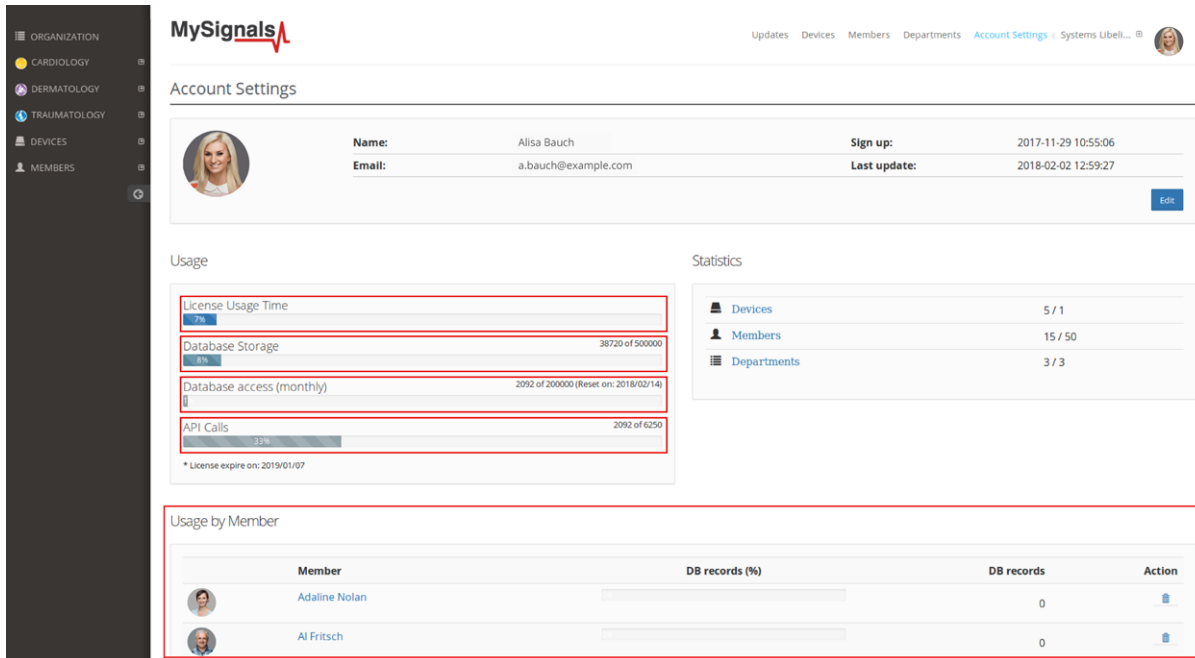 MySignals
Updates Devices Members Departments Account Settings Systems Libeli...
ORGANIZATION
CARDIOLOGY
DERMATOLOGY
TRAUMATOLOGY
DEVICES
MEMBERS
Account Settings
Name: Alisa Bauch Sign up: 2017-11-29 10:55:06
Email: a.bauch@example.com Last update: 2018-02-02 12:59:27
Edit
Usage
License Usage Time
7%
Database Storage 38720 of 500000
8%
Database access (monthly) 2092 of 200000 (Reset on: 2018/02/14)
API Calls 2092 of 6250
33%
* License expire on: 2019/01/07
Statistics
Devices 5 / 1
Members 15 / 50
Departments 3 / 3
Usage by Member
Member DB records (%) DB records Action
Adaline Nolan 0
Al Fritsch 0